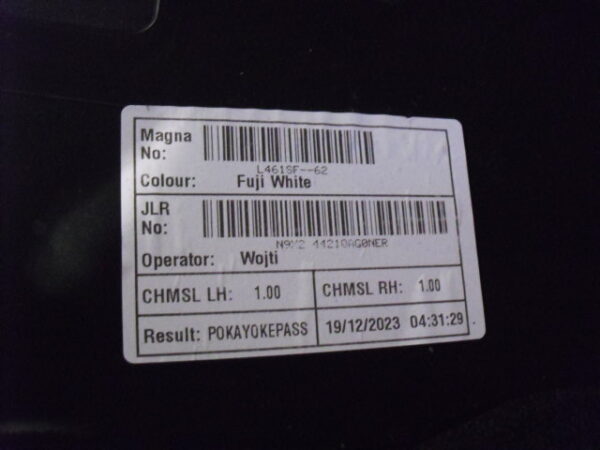 Magna No:
L461SF--62
Colour: Fuji White
JLR No:
44210AG0NER
Operator: Wojti
CHMSL LH: 1.00 CHMSL RH: 1.00
Result: POKAYOKEPASS 19/12/2023 04:31:29